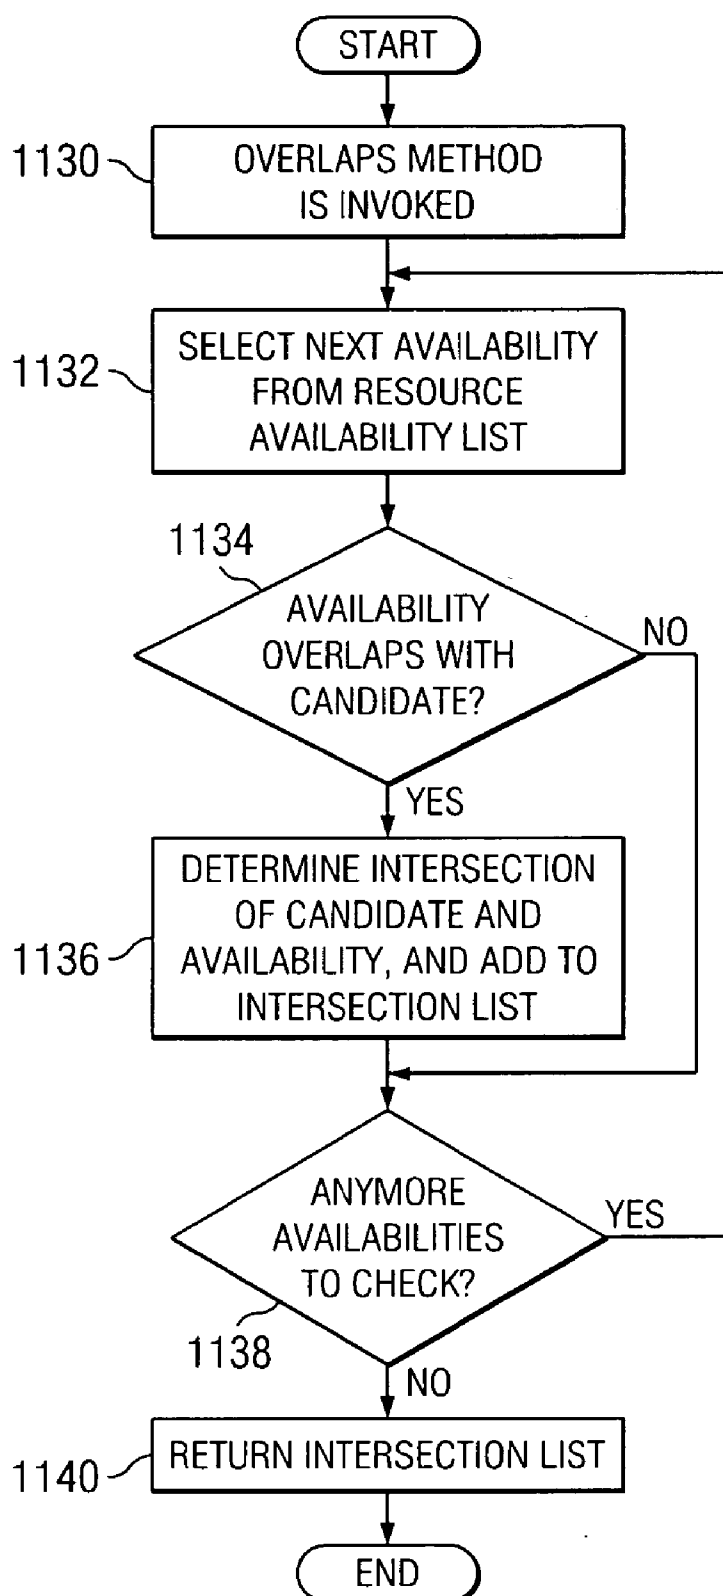 START
1130
OVERLAPS METHOD
IS INVOKED
1132
SELECT NEXT AVAILABILITY
FROM RESOURCE
AVAILABILITY LIST
1134
AVAILABILITY
OVERLAPS WITH
CANDIDATE?
NO
YES
1136
DETERMINE INTERSECTION
OF CANDIDATE AND
AVAILABILITY, AND ADD TO
INTERSECTION LIST
ANYMORE
AVAILABILITIES
TO CHECK?
YES
1138
NO
1140
RETURN INTERSECTION LIST
END